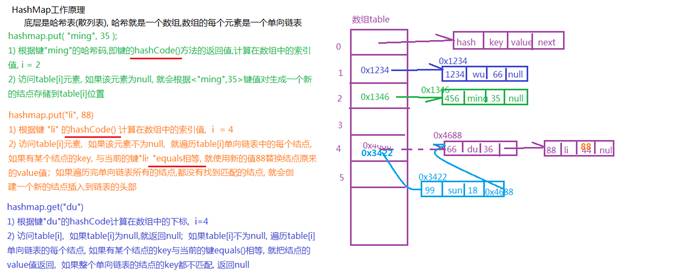 HashMap工作原理
底层是哈希表(散列表), 哈希就是一个数组,数组的每个元素是一个单向链表
hashmap.put( "ming", 35 );
1) 根椐键"ming"的哈希码,即键的hashCode()方法的返回值,计算在数组中的索引
值, i = 2
2) 访问table[i]元素, 如果该元素为null, 就会根据<"ming",35>键值对生成一个新
的结点存储到table[i]位置
hashmap.put("li", 88)
1) 根据键 "li" 的hashCode() 计算在数组中的索引值, i = 4
2) 访问table[i]元素, 如果该元素不为null, 就遍历table[i]单向链表中的每个结点,
如果有某个结点的key, 与当前的键"li" "equals相等, 就使用新的值88替换结点原来
的value值; 如果遍历完单向链表所有的结点,都没有找到匹配的结点, 就会创
建一个新的结点插入到链表的头部
hashmap.get("du")
1) 根据键"du"的hashCode计算在数组中的下标, i=4
2) 访问table[i], 如果table[i]为null,就返回null; 如果table[i]不为null, 遍历table[i]
单向链表的每个结点, 如果有某个结点的key与当前的键equals()相等, 就把结点的
value值返回, 如果整个单向链表的结点的key都不匹配, 返回null
数组table
0
hash key value next
1 0x1234
0x1234
1234 wu 66 null
2 0x1346
0x1346
456 ming 35 null
3
4
0x3422
0x4688
66 du 36
88 li 88 nul
5
0x3422
99 sun 18 0x4688